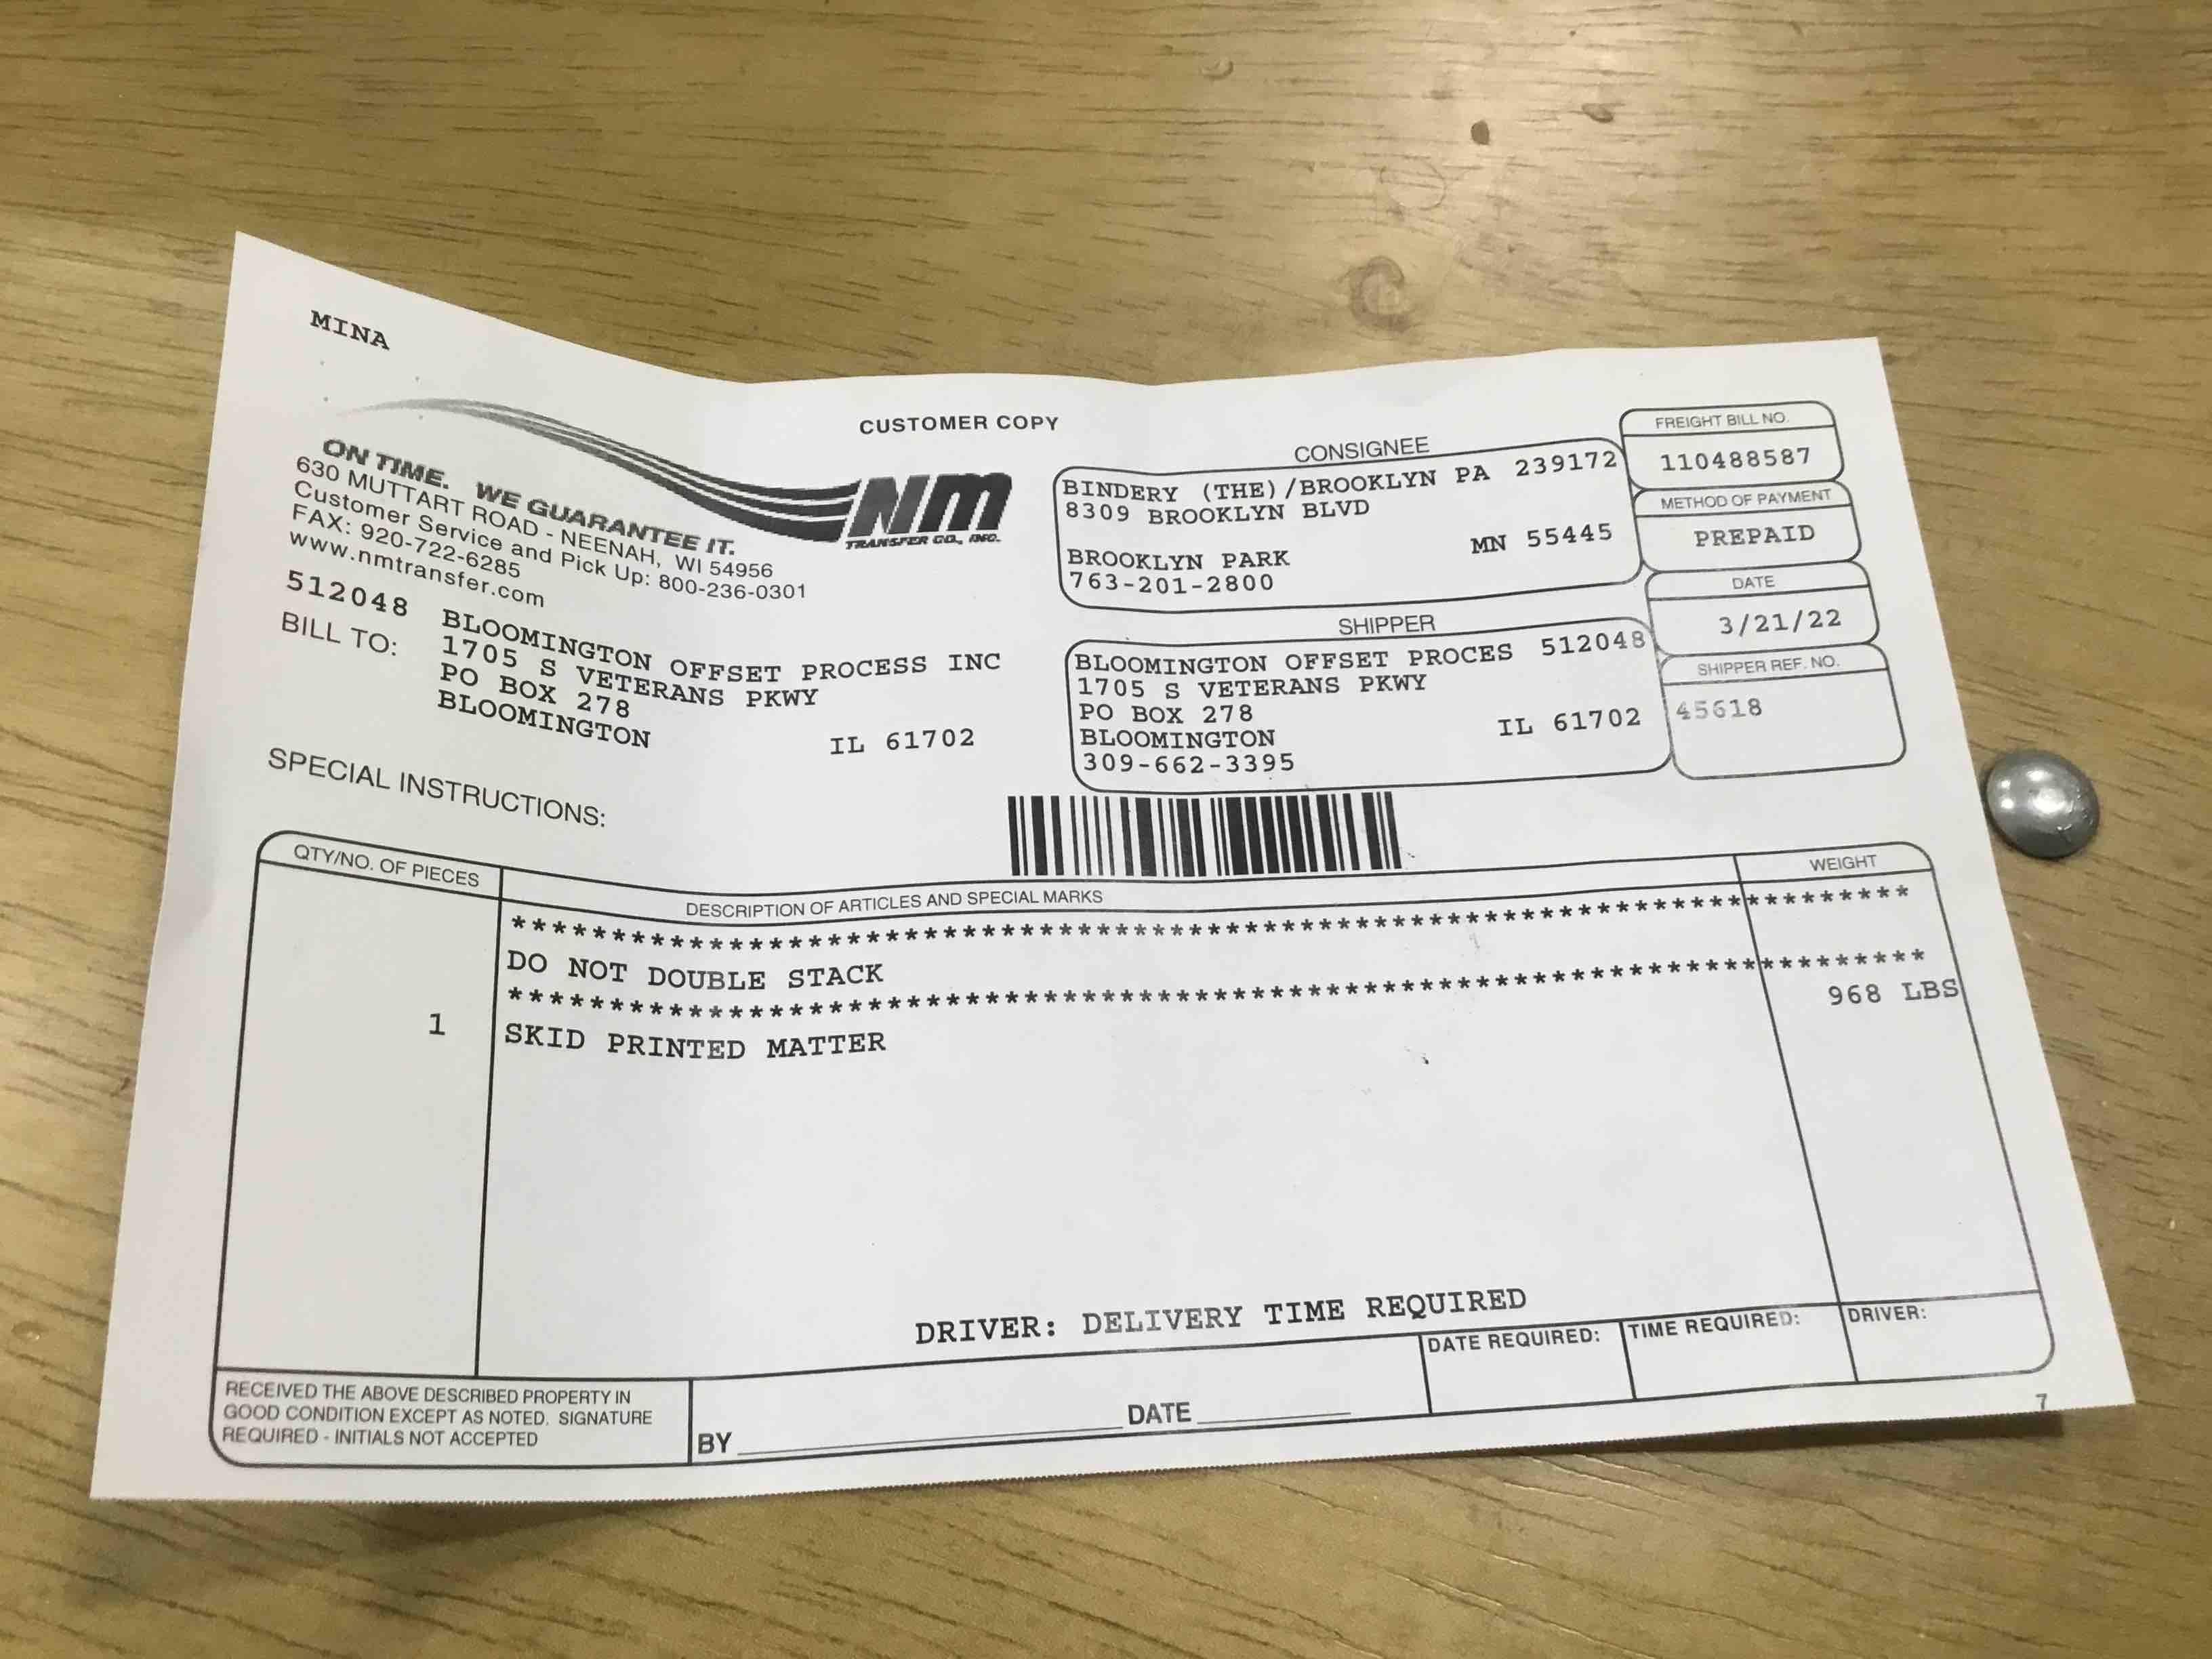 MINA
CUSTOMER COPY
ON TIME. WE GUARANTEE IT.
630 MUTTART ROAD - NEENAH, WI 54956
Customer Service and Pick Up: 800-236-0301
FAX: 920-722-6285
www.nmtransfer.com
NM
TRANSFER CO., INC.
512048 BLOOMINGTON OFFSET PROCESS INC
BILL TO: 1705 S VETERANS PKWY
PO BOX 278
BLOOMINGTON IL 61702
SPECIAL INSTRUCTIONS:
CONSIGNEE
BINDERY (THE)/BROOKLYN PA 239172
8309 BROOKLYN BLVD
BROOKLYN PARK MN 55445
763-201-2800
SHIPPER
BLOOMINGTON OFFSET PROCES 512048
1705 S VETERANS PKWY
PO BOX 278
BLOOMINGTON IL 61702
309-662-3395
FREIGHT BILL NO.
110488587
METHOD OF PAYMENT
PREPAID
DATE
3/21/22
SHIPPER REF. NO.
45618
QTY/NO. OF PIECES DESCRIPTION OF ARTICLES AND SPECIAL MARKS WEIGHT
**********************************************************************
DO NOT DOUBLE STACK
**********************************************************************
1 SKID PRINTED MATTER 968 LBS
DRIVER: DELIVERY TIME REQUIRED
RECEIVED THE ABOVE DESCRIBED PROPERTY IN
GOOD CONDITION EXCEPT AS NOTED. SIGNATURE
REQUIRED - INITIALS NOT ACCEPTED
BY DATE
DATE REQUIRED: TIME REQUIRED: DRIVER:
7